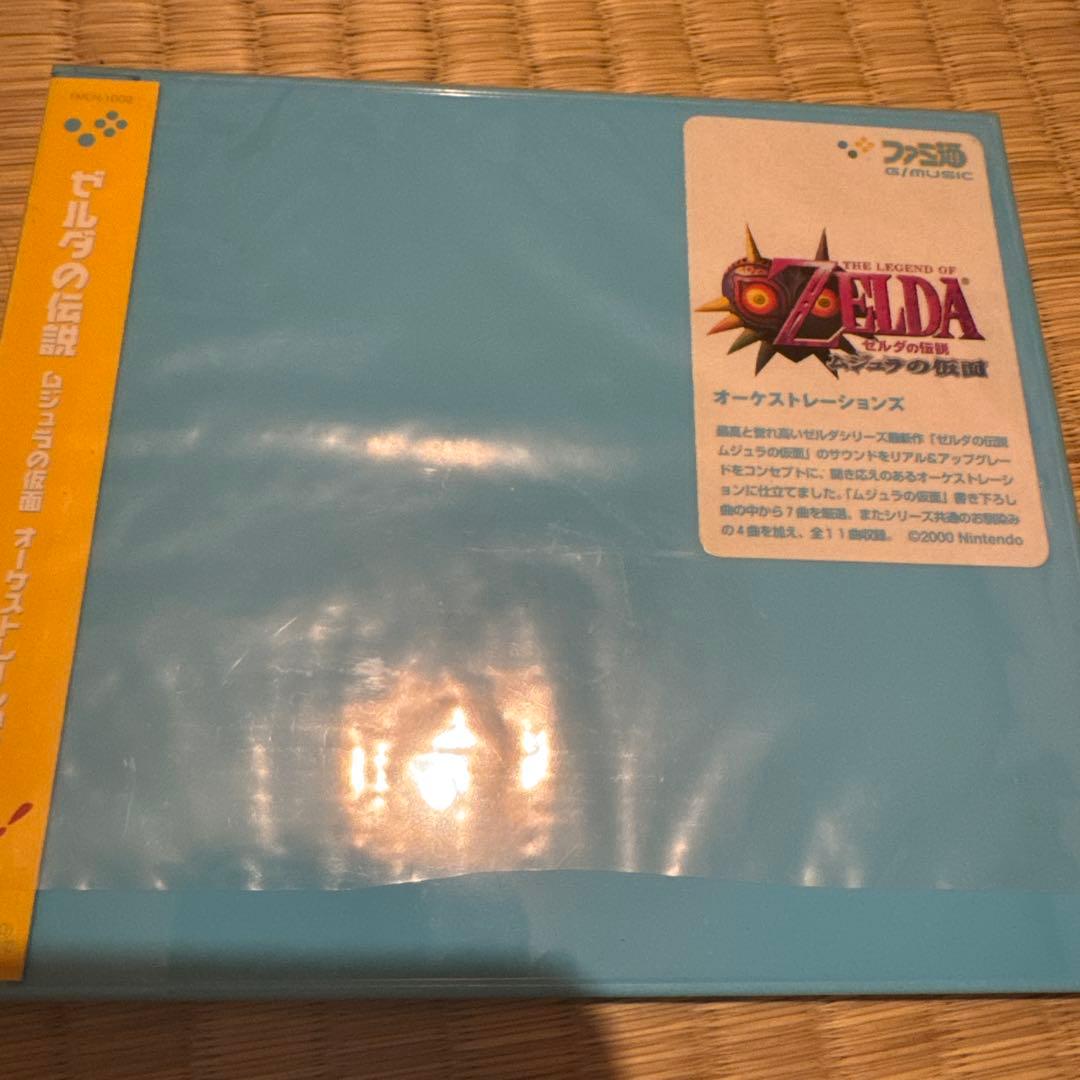 FMCN-1002
ゼルダの伝説 ムジュラの仮面 オーケストレーショ
ファミ通
G/MUSIC
THE LEGEND OF
ZELDA
ゼルダの伝説
ムジュラの仮面
オーケストレーションズ
最高と誉れ高いゼルダシリーズ最新作「ゼルダの伝説
ムジュラの仮面」のサウンドをリアル&アップグレー
ドをコンセプトに、聞き応えのあるオーケストレーシ
ョンに仕立てました。「ムジュラの仮面」書き下ろし
曲の中から7曲を厳選。またシリーズ共通のお馴染み
の4曲を加え、全11曲収録。 ©2000 Nintendo